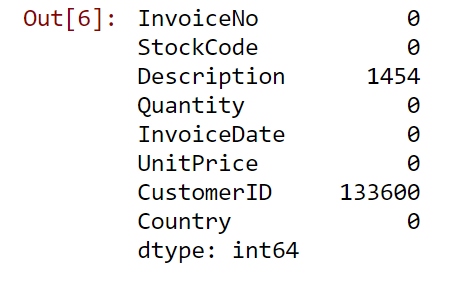 Out[6]: InvoiceNo 0
StockCode 0
Description 1454
Quantity 0
InvoiceDate 0
UnitPrice 0
CustomerID 133600
Country 0
dtype: int64